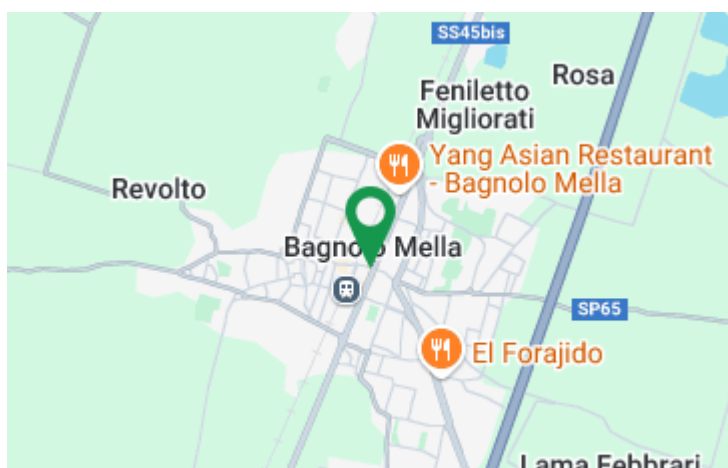 SS45bis
Feniletto
Migliorati
Rosa
Yang Asian Restaurant
- Bagnolo Mella
Revolto
Bagnolo Mella
SP65
El Forajido
Lama Febbrari